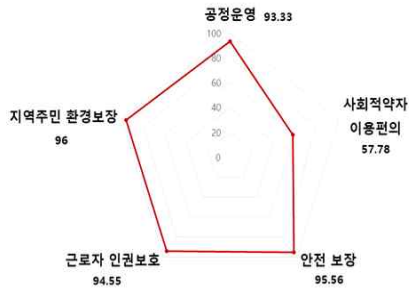 공정운영 93.33
100
80
60
40
20
0
사회적약자
이용편의
57.78
안전 보장
95.56
근로자 인권보호
94.55
지역주민 환경보장
96